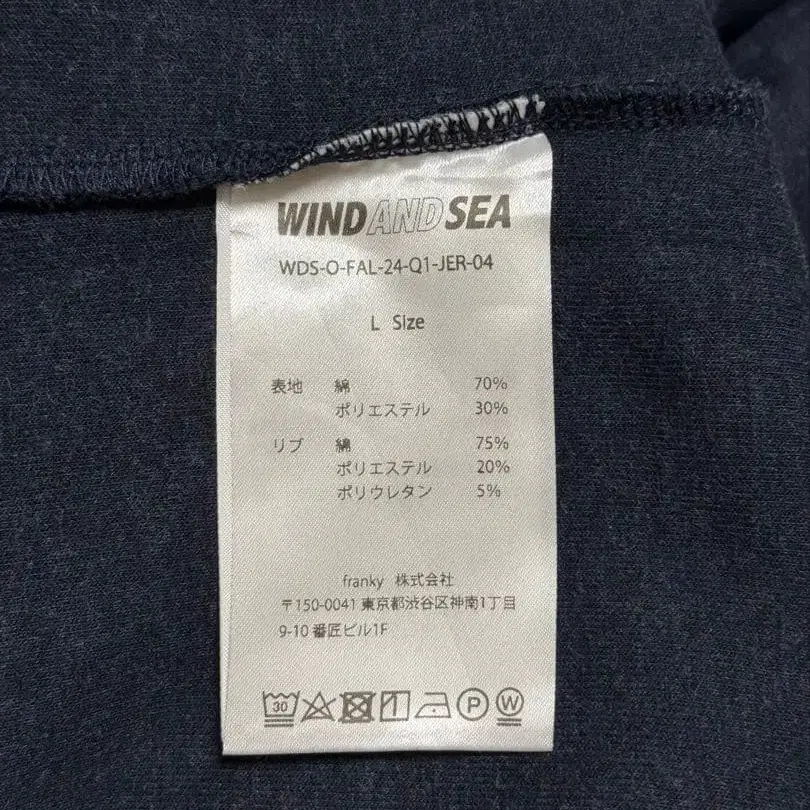 WIND AND SEA
WDS-O-FAL-24-Q1-JER-04
L Size
表地 綿 70%
ポリエステル 30%
リブ 綿 75%
ポリエステル 20%
ポリウレタン 5%
franky 株式会社
〒150-0041 東京都渋谷区神南1丁目
9-10 番匠ビル1F
30 P W